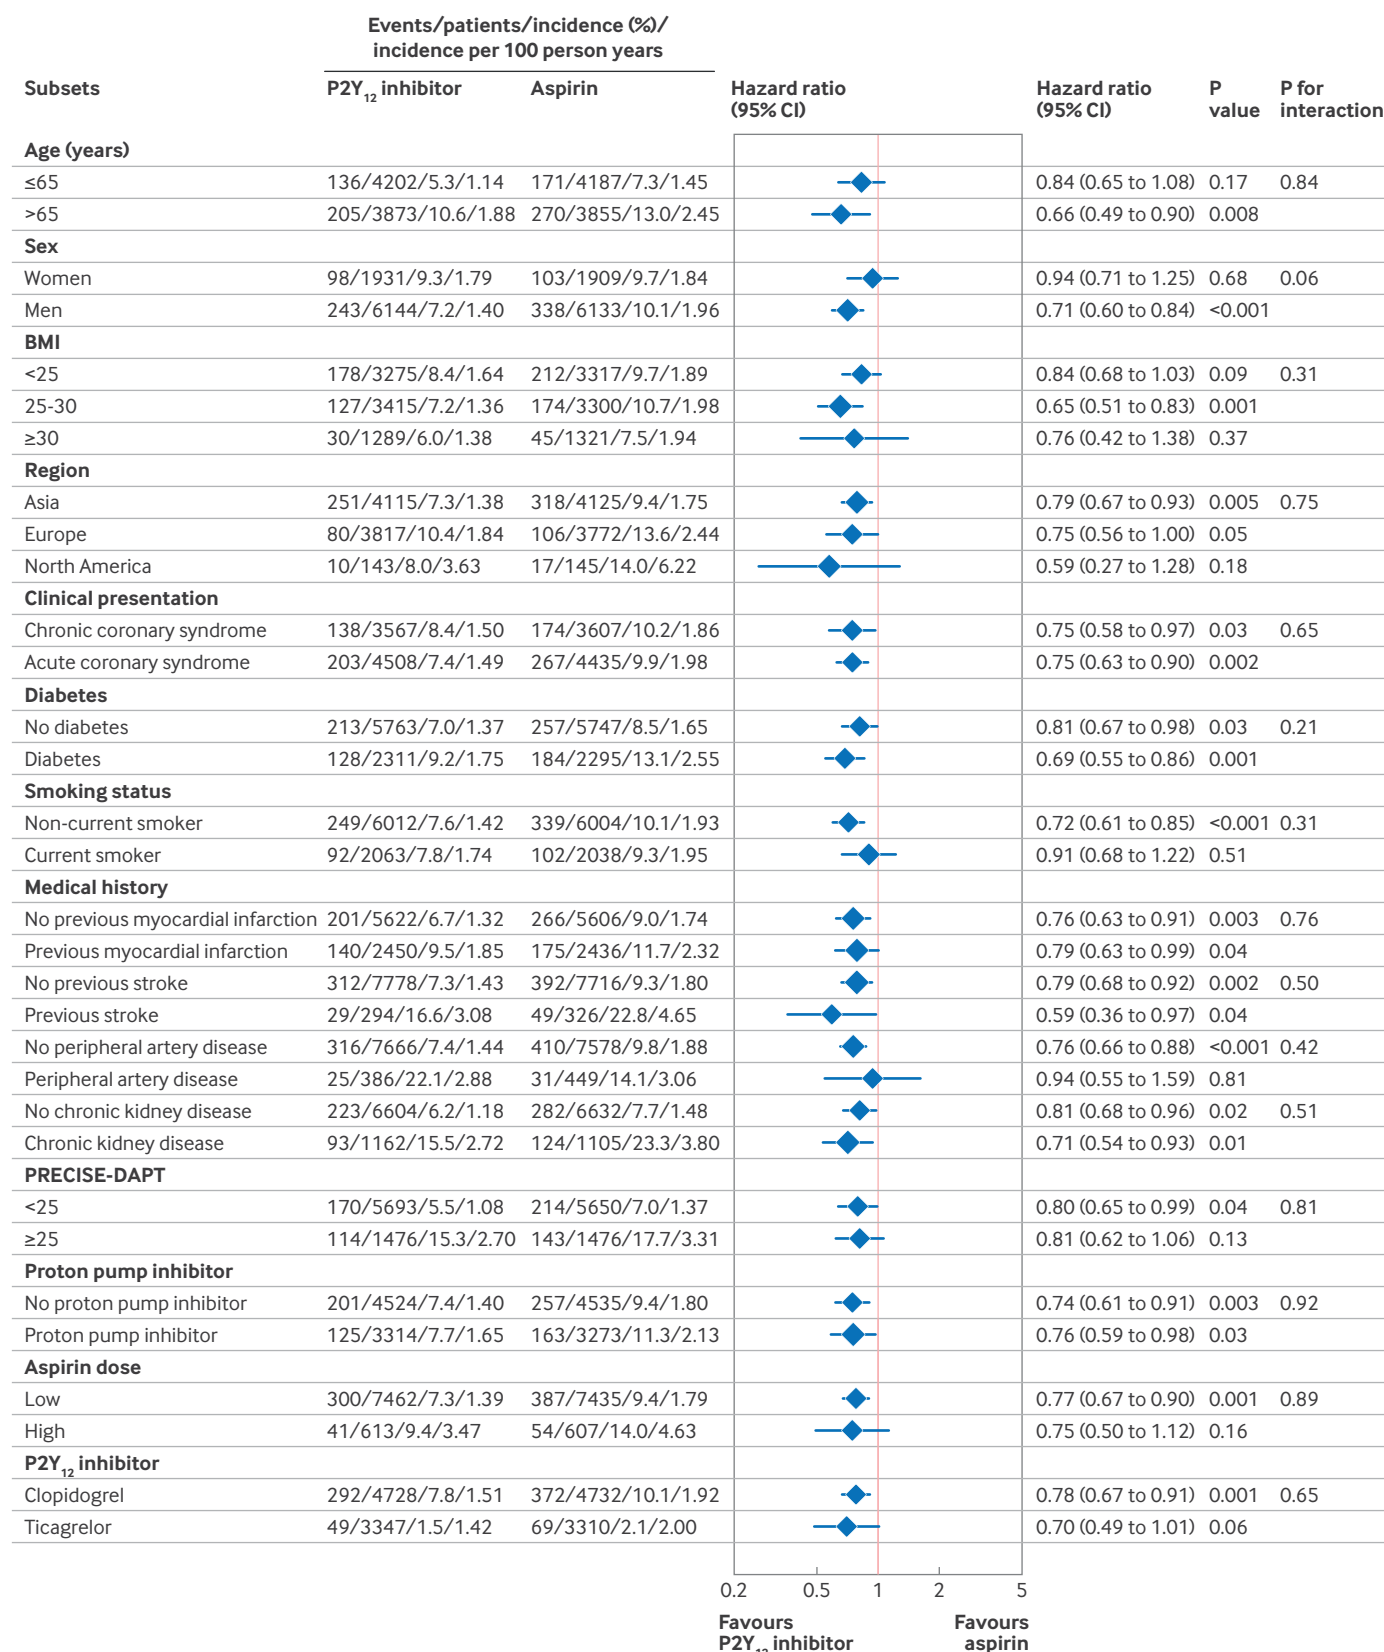 Events/patients/incidence (%)/
incidence per 100 person years
Subsets P2Y₁₂ inhibitor Aspirin Hazard ratio (95% CI) Hazard ratio (95% CI) P value P for interaction
Age (years)
≤65 136/4202/5.3/1.14 171/4187/7.3/1.45 0.84 (0.65 to 1.08) 0.17 0.84
>65 205/3873/10.6/1.88 270/3855/13.0/2.45 0.66 (0.49 to 0.90) 0.008
Sex
Women 98/1931/9.3/1.79 103/1909/9.7/1.84 0.94 (0.71 to 1.25) 0.68 0.06
Men 243/6144/7.2/1.40 338/6133/10.1/1.96 0.71 (0.60 to 0.84) <0.001
BMI
<25 178/3275/8.4/1.64 212/3317/9.7/1.89 0.84 (0.68 to 1.03) 0.09 0.31
25-30 127/3415/7.2/1.36 174/3300/10.7/1.98 0.65 (0.51 to 0.83) 0.001
≥30 30/1289/6.0/1.38 45/1321/7.5/1.94 0.76 (0.42 to 1.38) 0.37
Region
Asia 251/4115/7.3/1.38 318/4125/9.4/1.75 0.79 (0.67 to 0.93) 0.005 0.75
Europe 80/3817/10.4/1.84 106/3772/13.6/2.44 0.75 (0.56 to 1.00) 0.05
North America 10/143/8.0/3.63 17/145/14.0/6.22 0.59 (0.27 to 1.28) 0.18
Clinical presentation
Chronic coronary syndrome 138/3567/8.4/1.50 174/3607/10.2/1.86 0.75 (0.58 to 0.97) 0.03 0.65
Acute coronary syndrome 203/4508/7.4/1.49 267/4435/9.9/1.98 0.75 (0.63 to 0.90) 0.002
Diabetes
No diabetes 213/5763/7.0/1.37 257/5747/8.5/1.65 0.81 (0.67 to 0.98) 0.03 0.21
Diabetes 128/2311/9.2/1.75 184/2295/13.1/2.55 0.69 (0.55 to 0.86) 0.001
Smoking status
Non-current smoker 249/6012/7.6/1.42 339/6004/10.1/1.93 0.72 (0.61 to 0.85) <0.001 0.31
Current smoker 92/2063/7.8/1.74 102/2038/9.3/1.95 0.91 (0.68 to 1.22) 0.51
Medical history
No previous myocardial infarction 201/5622/6.7/1.32 266/5606/9.0/1.74 0.76 (0.63 to 0.91) 0.003 0.76
Previous myocardial infarction 140/2450/9.5/1.85 175/2436/11.7/2.32 0.79 (0.63 to 0.99) 0.04
No previous stroke 312/7778/7.3/1.43 392/7716/9.3/1.80 0.79 (0.68 to 0.92) 0.002 0.50
Previous stroke 29/294/16.6/3.08 49/326/22.8/4.65 0.59 (0.36 to 0.97) 0.04
No peripheral artery disease 316/7666/7.4/1.44 410/7578/9.8/1.88 0.76 (0.66 to 0.88) <0.001 0.42
Peripheral artery disease 25/386/22.1/2.88 31/449/14.1/3.06 0.94 (0.55 to 1.59) 0.81
No chronic kidney disease 223/6604/6.2/1.18 282/6632/7.7/1.48 0.81 (0.68 to 0.96) 0.02 0.51
Chronic kidney disease 93/1162/15.5/2.72 124/1105/23.3/3.80 0.71 (0.54 to 0.93) 0.01
PRECISE-DAPT
<25 170/5693/5.5/1.08 214/5650/7.0/1.37 0.80 (0.65 to 0.99) 0.04 0.81
≥25 114/1476/15.3/2.70 143/1476/17.7/3.31 0.81 (0.62 to 1.06) 0.13
Proton pump inhibitor
No proton pump inhibitor 201/4524/7.4/1.40 257/4535/9.4/1.80 0.74 (0.61 to 0.91) 0.003 0.92
Proton pump inhibitor 125/3314/7.7/1.65 163/3273/11.3/2.13 0.76 (0.59 to 0.98) 0.03
Aspirin dose
Low 300/7462/7.3/1.39 387/7435/9.4/1.79 0.77 (0.67 to 0.90) 0.001 0.89
High 41/613/9.4/3.47 54/607/14.0/4.63 0.75 (0.50 to 1.12) 0.16
P2Y₁₂ inhibitor
Clopidogrel 292/4728/7.8/1.51 372/4732/10.1/1.92 0.78 (0.67 to 0.91) 0.001 0.65
Ticagrelor 49/3347/1.5/1.42 69/3310/2.1/2.00 0.70 (0.49 to 1.01) 0.06
0.2 0.5 1 2 5
Favours Favours
P2Y₁₂ inhibitor aspirin